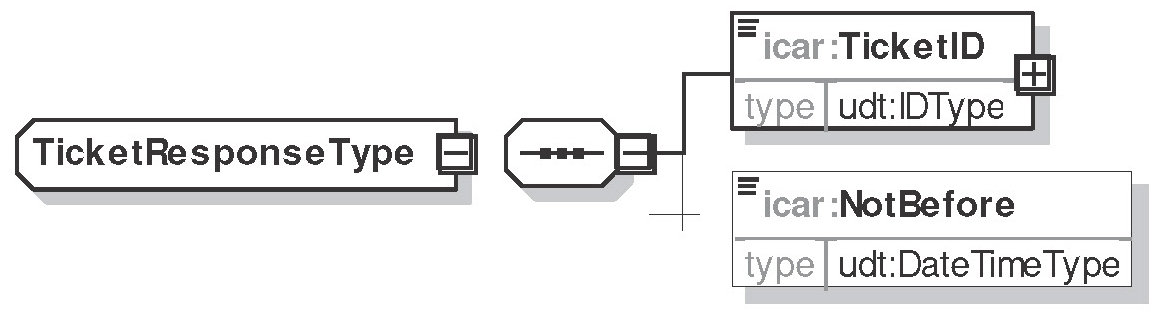 TicketResponseType
icar:TicketID
type udt:IDType
icar:NotBefore
type udt:DateTimeType